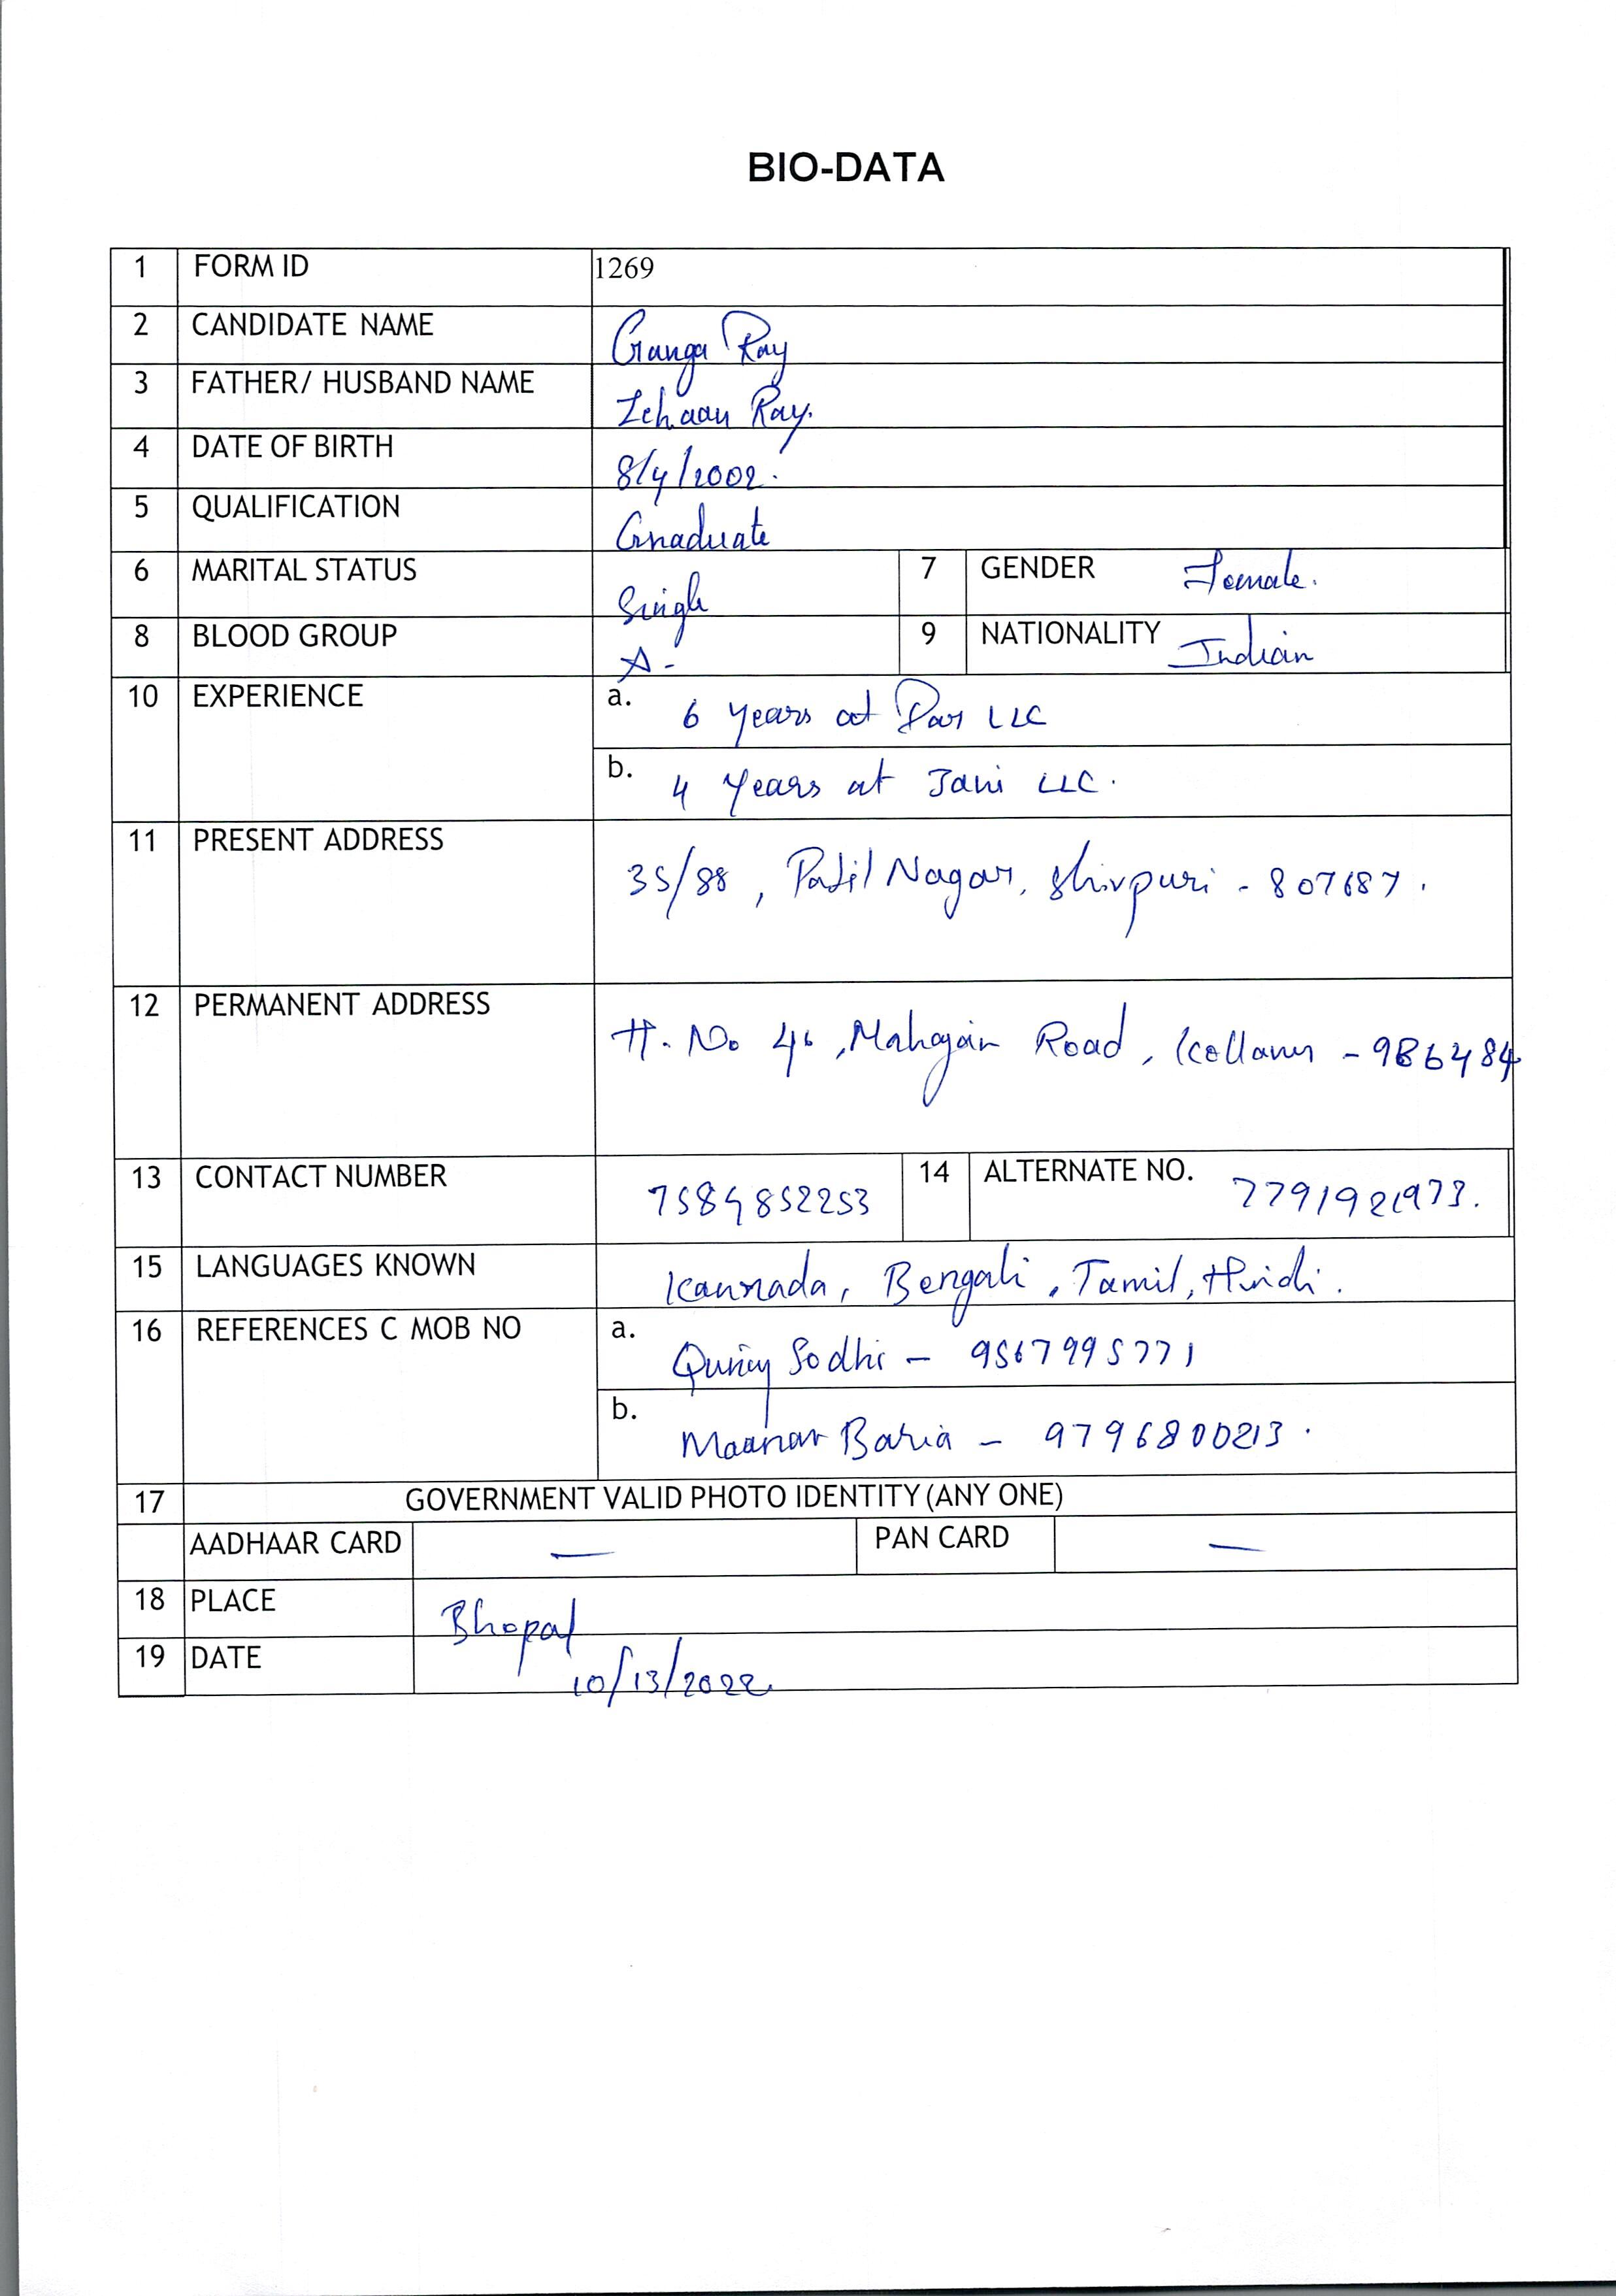 BIO-DATA
1 FORM ID 1269
2 CANDIDATE NAME Ganga Ray
3 FATHER/ HUSBAND NAME Zehaan Ray.
4 DATE OF BIRTH 8/4/2002.
5 QUALIFICATION Graduate
6 MARITAL STATUS Single 7 GENDER Female.
8 BLOOD GROUP A- 9 NATIONALITY Indian
10 EXPERIENCE a. 6 years at LLC
b. 4 Years at Jani LLC.
11 PRESENT ADDRESS 35/88, Patil Nagar, Shivpuri - 807687.
12 PERMANENT ADDRESS H. No 46, Mahajan Road, Kollam - 986484
13 CONTACT NUMBER 7589852253 14 ALTERNATE NO. 7791921973.
15 LANGUAGES KNOWN Kannada, Bengali, Tamil, Hindi.
16 REFERENCES C MOB NO a. Sodhi - 9567995771
b. Maanav Baria - 9796800213.
17 GOVERNMENT VALID PHOTO IDENTITY (ANY ONE)
AADHAAR CARD — PAN CARD —
18 PLACE Bhopal
19 DATE 10/13/2022.